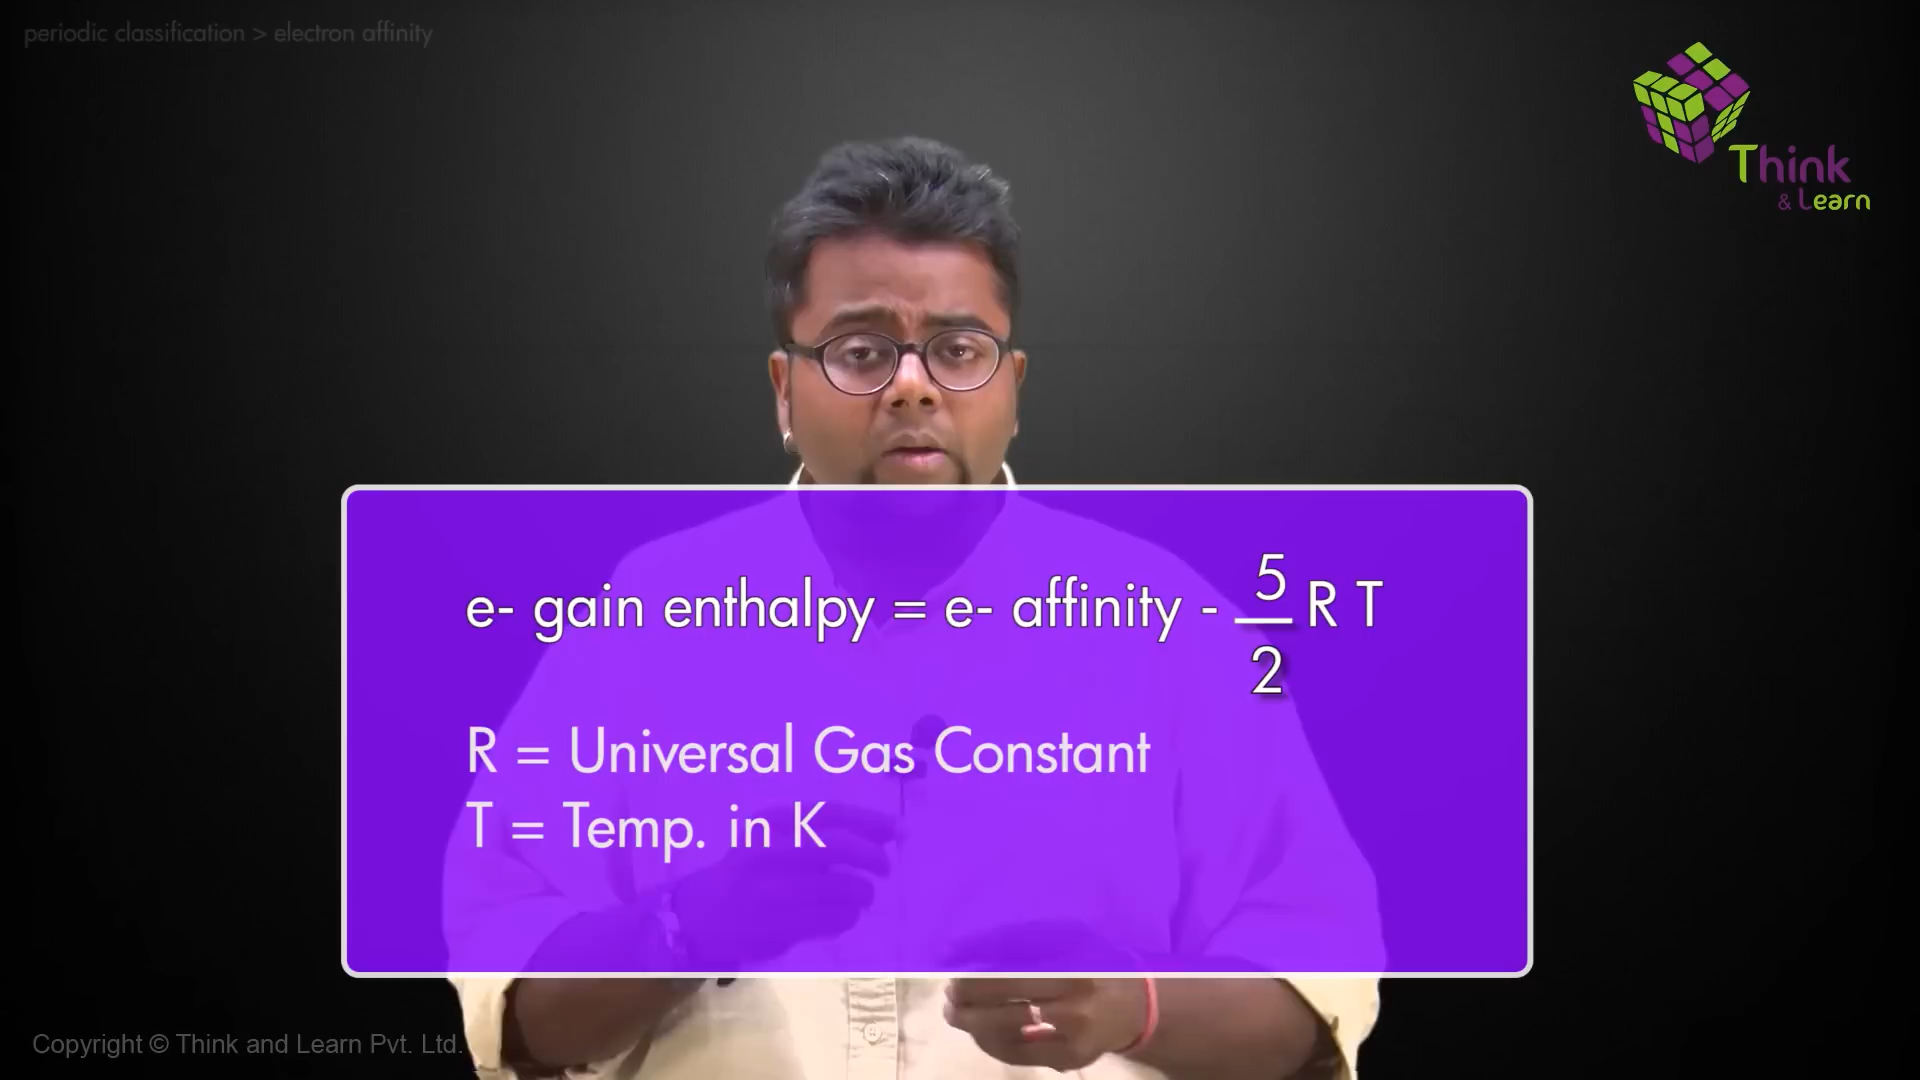 periodic classification > electron affinity
Think
& Learn
e- gain enthalpy = e- affinity - 5/2 R T
R = Universal Gas Constant
T = Temp. in K
Copyright © Think and Learn Pvt. Ltd.